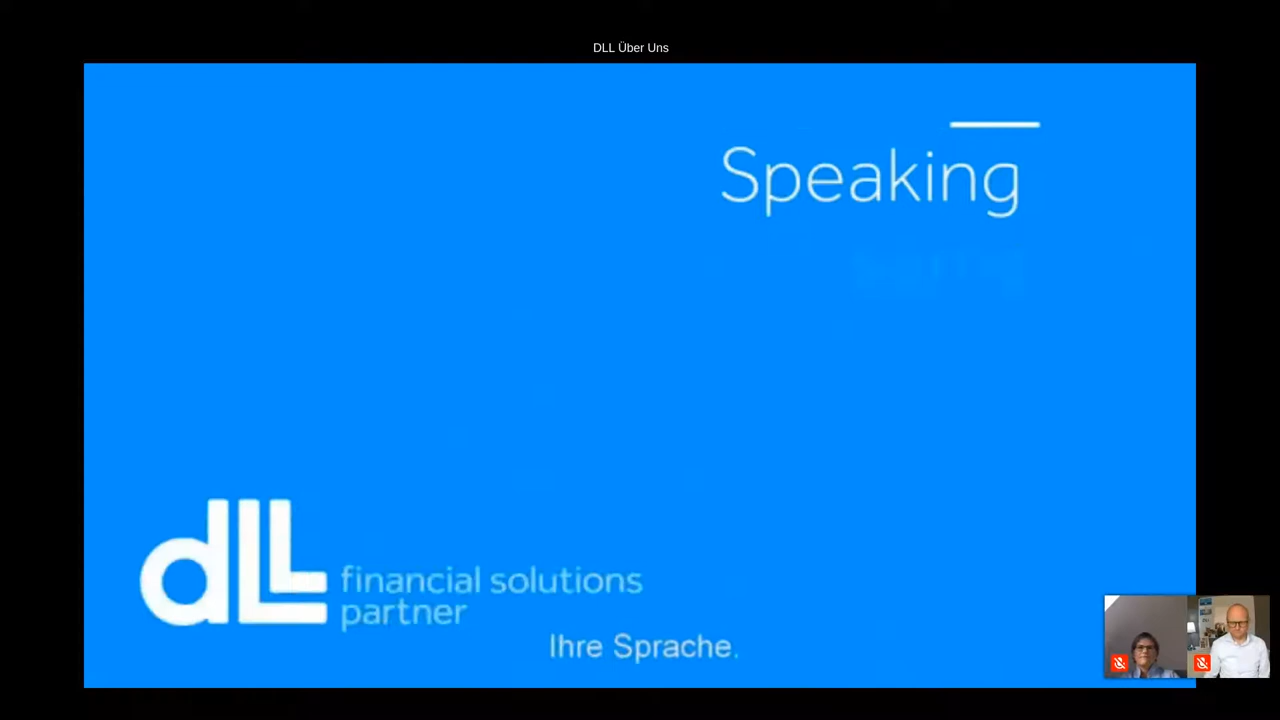 DLL Über Uns
Speaking
dLL financial solutions
partner
Ihre Sprache.